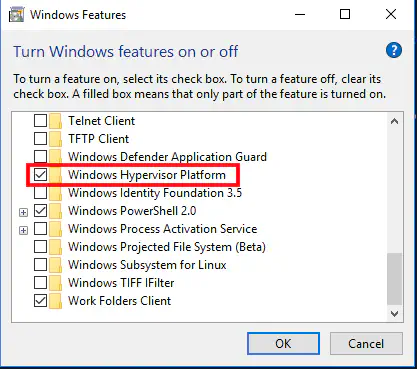 Windows Features
Turn Windows features on or off
To turn a feature on, select its check box. To turn a feature off, clear its
check box. A filled box means that only part of the feature is turned on.
Telnet Client
TFTP Client
Windows Defender Application Guard
Windows Hypervisor Platform
Windows Identity Foundation 3.5
Windows PowerShell 2.0
Windows Process Activation Service
Windows Projected File System (Beta)
Windows Subsystem for Linux
Windows TIFF IFilter
Work Folders Client
OK
Cancel